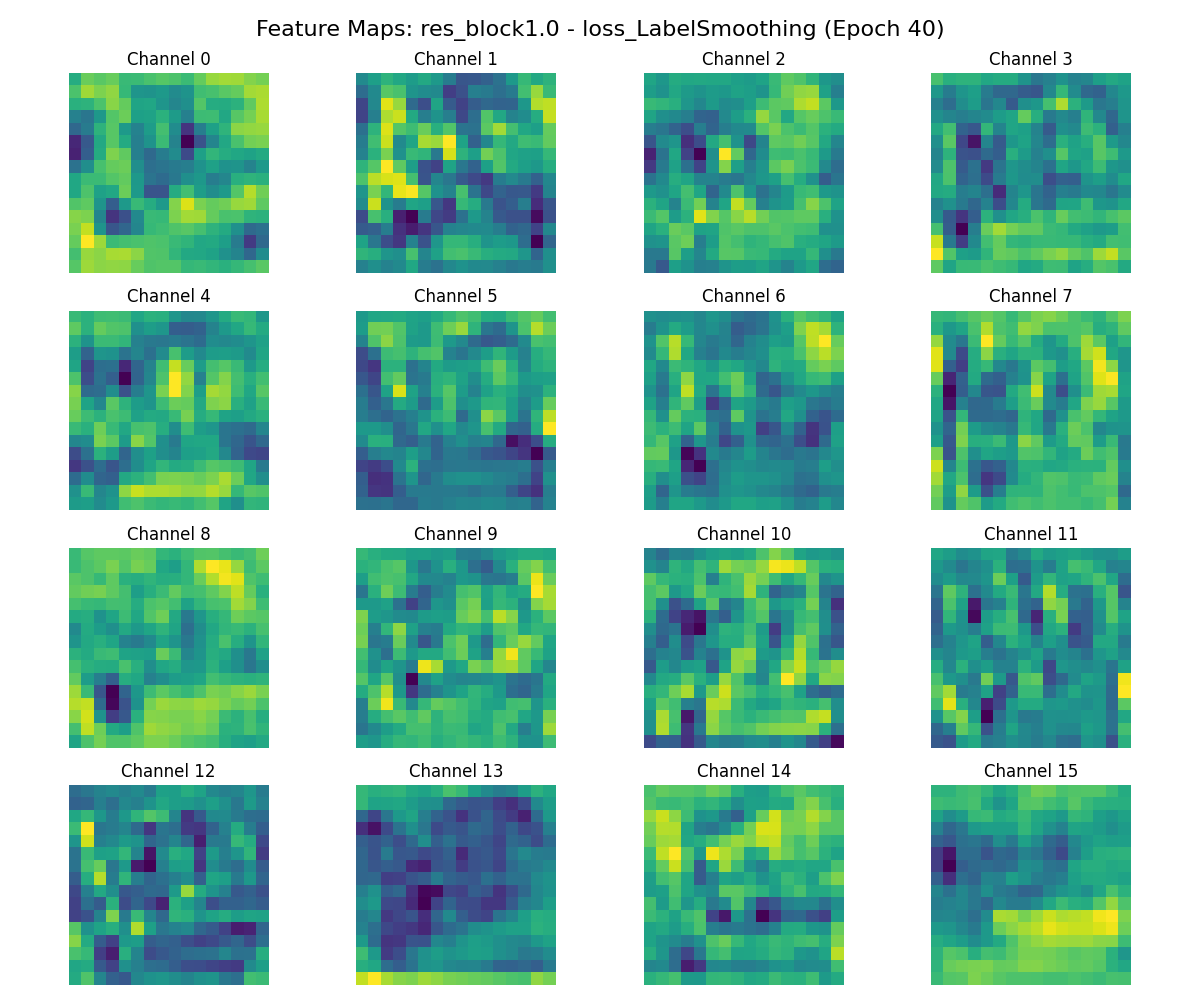 Feature Maps: res_block1.0 - loss_LabelSmoothing (Epoch 40)
Channel 0
Channel 1
Channel 2
Channel 3
Channel 4
Channel 5
Channel 6
Channel 7
Channel 8
Channel 9
Channel 10
Channel 11
Channel 12
Channel 13
Channel 14
Channel 15